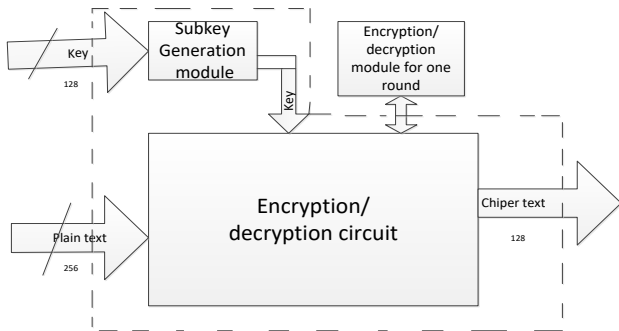 Key
128
Subkey
Generation
module
Encryption/
decryption
module for one
round
Key
Encryption/
decryption circuit
Plain text
256
Chiper text
128